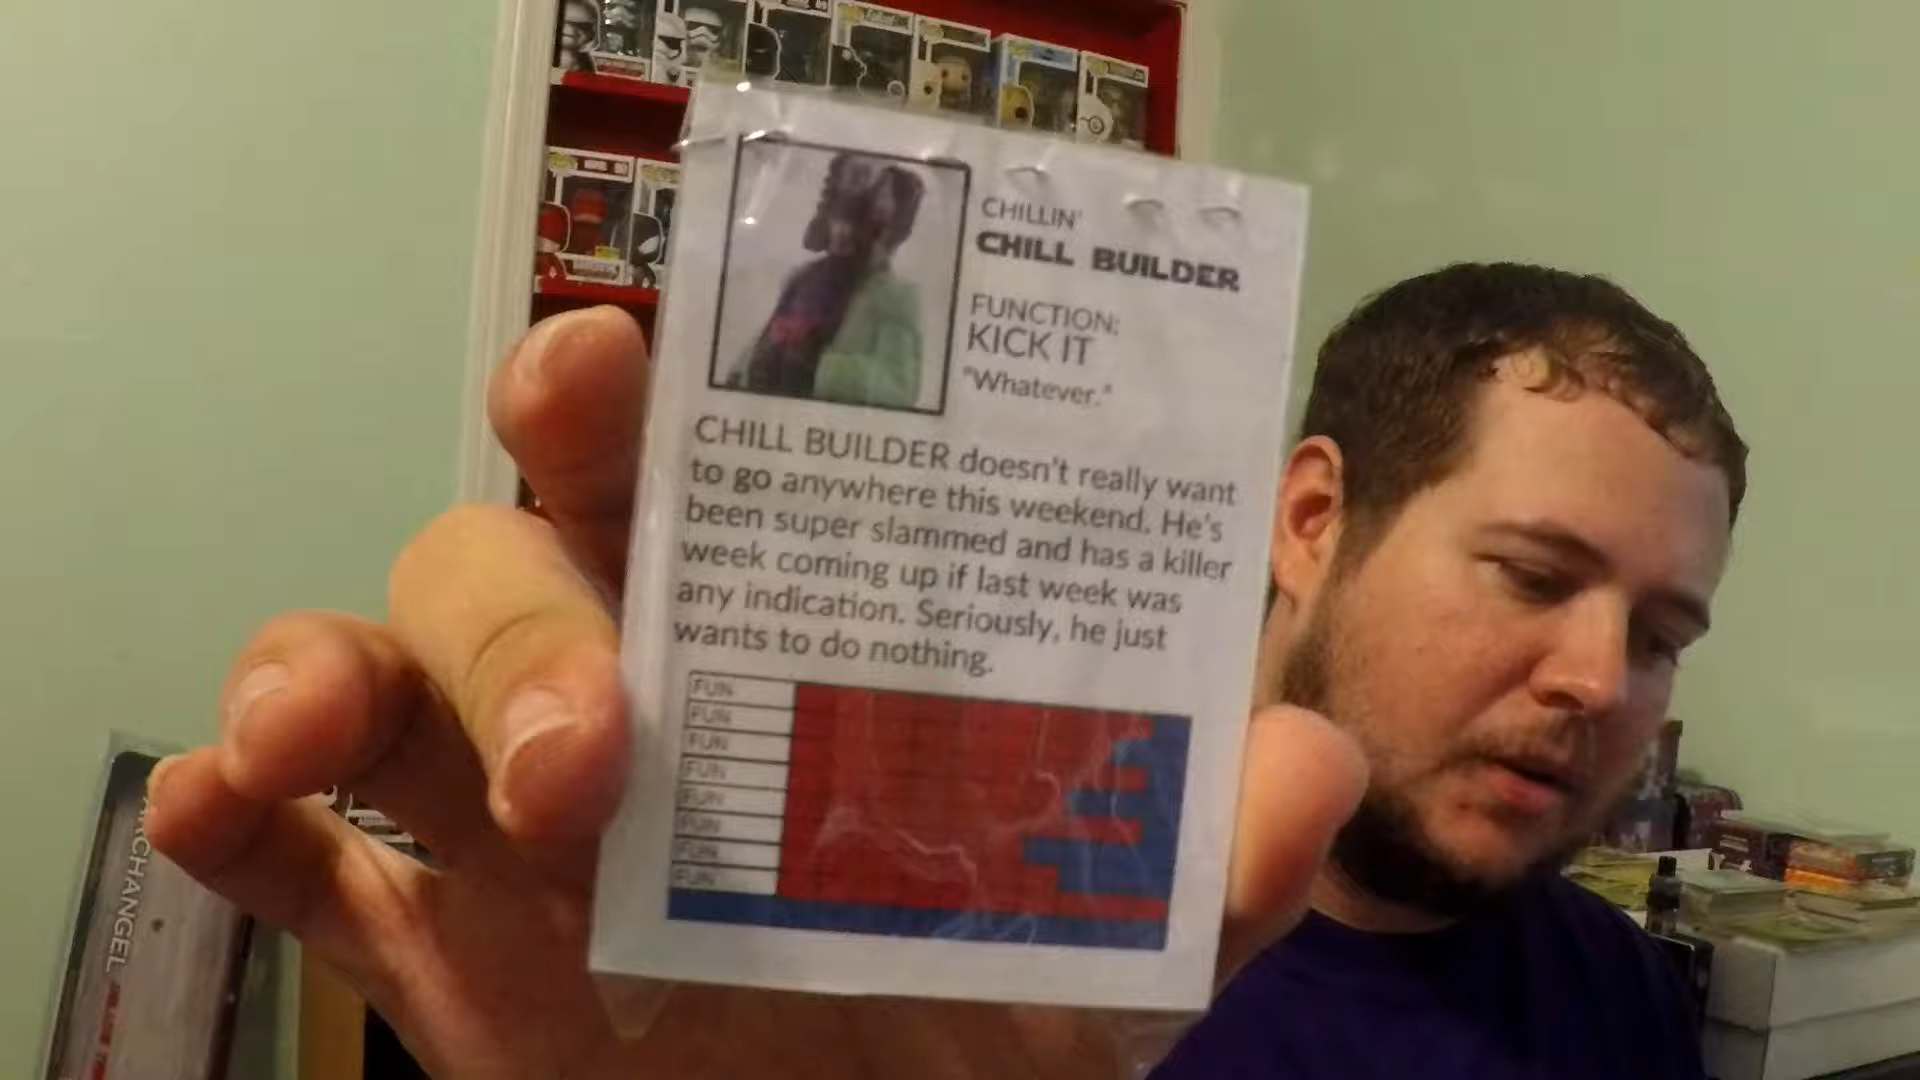 CHILLIN'
CHILL BUILDER
FUNCTION:
KICK IT
"Whatever."
CHILL BUILDER doesn't really want
to go anywhere this weekend. He's
been super slammed and has a killer
week coming up if last week was
any indication. Seriously, he just
wants to do nothing.
FUN
FUN
FUN
FUN
FUN
FUN
FUN
FUN
ARCHANGEL